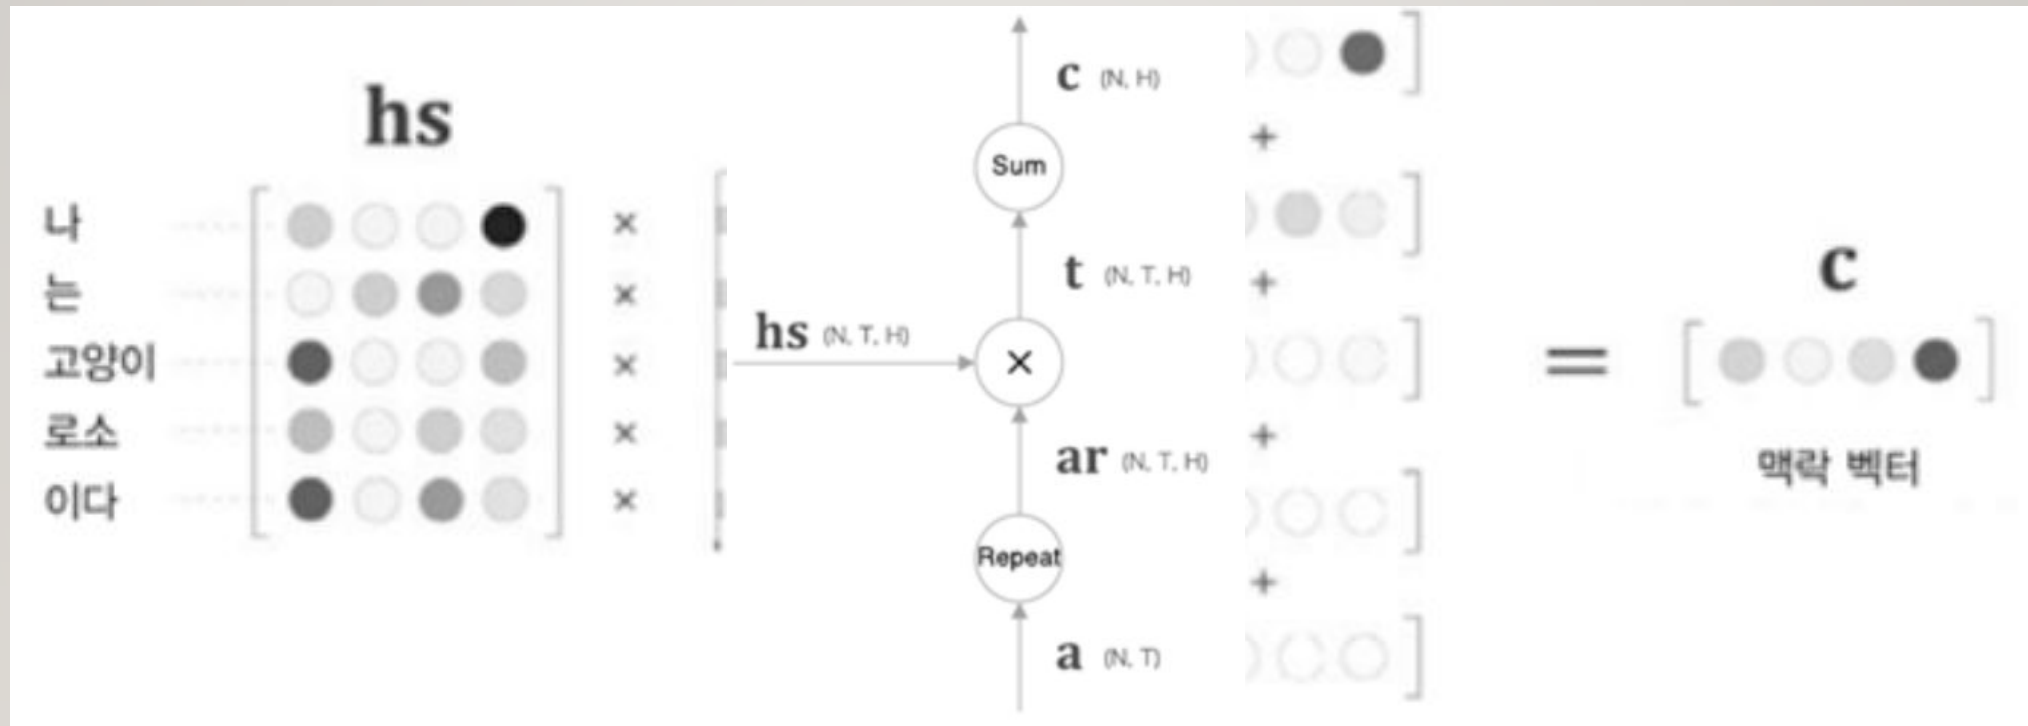 hs
나 ×
는 ×
고양이 ×
로소 ×
이다 ×
c (N, H)
Sum
t (N, T, H)
hs (N, T, H)
×
ar (N, T, H)
Repeat
a (N, T)
+
+
+
+
=
c
맥락 벡터